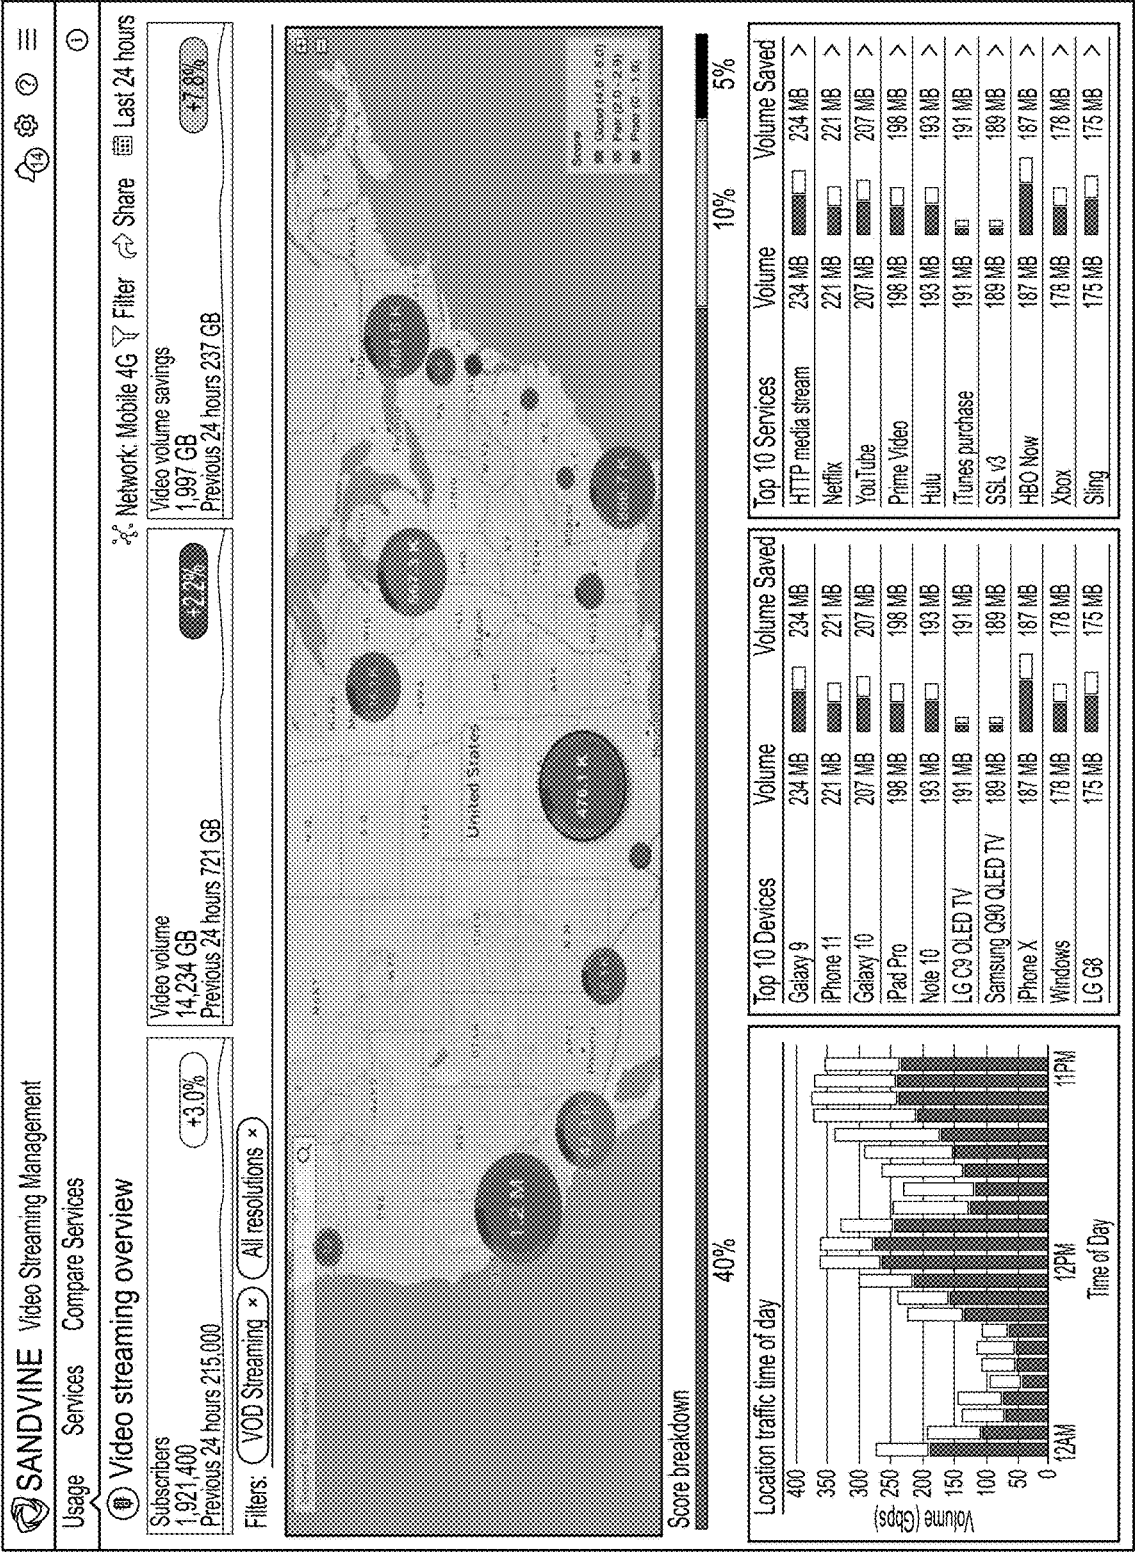 SANDVINE Video Streaming Management
14
Usage Services Compare Services
Video streaming overview
Network: Mobile 4G Filter Share Last 24 hours
Subscribers
1,921,400
+3.0%
Previous 24 hours 215,000
Video volume
14,234 GB
+2.2%
Previous 24 hours 721 GB
Video volume savings
1,997 GB
+7.8%
Previous 24 hours 237 GB
Filters: VOD Streaming × All resolutions ×
United States
Score
Good (4.0 - 5.0)
Score breakdown
40% 10% 5%
Location traffic time of day
Volume (Gbps)
400
350
300
250
200
150
100
50
0
12AM 12PM 11PM
Time of Day
Top 10 Devices Volume Volume Saved
Galaxy 9 234 MB 234 MB
iPhone 11 221 MB 221 MB
Galaxy 10 207 MB 207 MB
iPad Pro 198 MB 198 MB
Note 10 193 MB 193 MB
LG C9 OLED TV 191 MB 191 MB
Samsung Q90 QLED TV 189 MB 189 MB
iPhone X 187 MB 187 MB
Windows 178 MB 178 MB
LG G8 175 MB 175 MB
Top 10 Services Volume Volume Saved
HTTP media stream 234 MB 234 MB >
Netflix 221 MB 221 MB >
YouTube 207 MB 207 MB >
Prime Video 198 MB 198 MB >
Hulu 193 MB 193 MB >
iTunes purchase 191 MB 191 MB >
SSL v3 189 MB 189 MB >
HBO Now 187 MB 187 MB >
Xbox 178 MB 178 MB >
Sling 175 MB 175 MB >